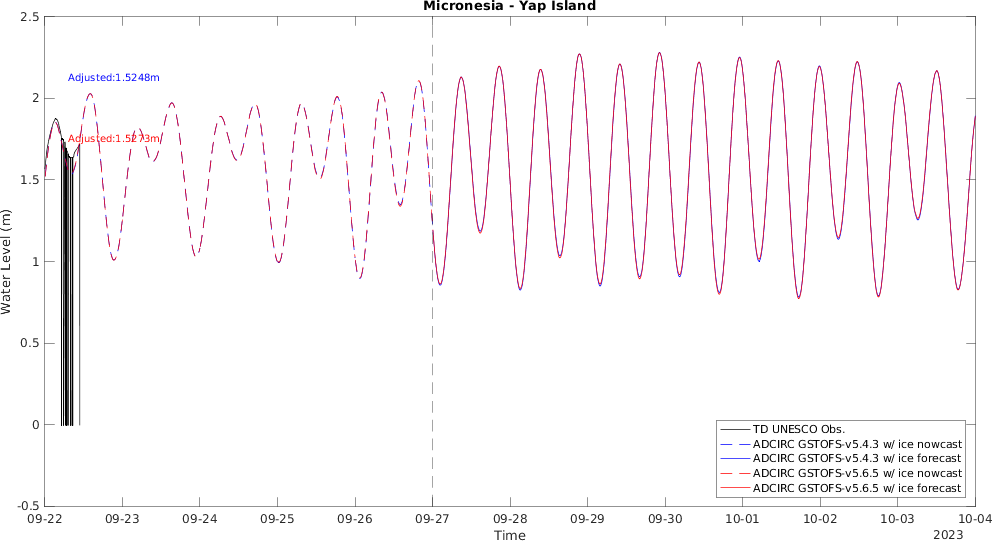 Micronesia - Yap Island
2.5
2
1.5
1
0.5
0
-0.5
Water Level (m)
Adjusted:1.5248m
Adjusted:1.5273m
TD UNESCO Obs.
ADCIRC GSTOFS-v5.4.3 w/ ice nowcast
ADCIRC GSTOFS-v5.4.3 w/ ice forecast
ADCIRC GSTOFS-v5.6.5 w/ ice nowcast
ADCIRC GSTOFS-v5.6.5 w/ ice forecast
09-22 09-23 09-24 09-25 09-26 09-27 09-28 09-29 09-30 10-01 10-02 10-03 10-04
Time
2023